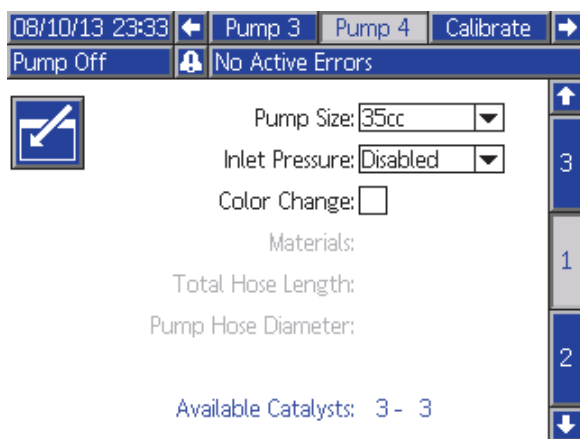 08/10/13 23:33 Pump 3 Pump 4 Calibrate
Pump Off No Active Errors
Pump Size: 35cc
Inlet Pressure: Disabled
3
Color Change:
Materials:
1
Total Hose Length:
Pump Hose Diameter:
2
Available Catalysts: 3 - 3